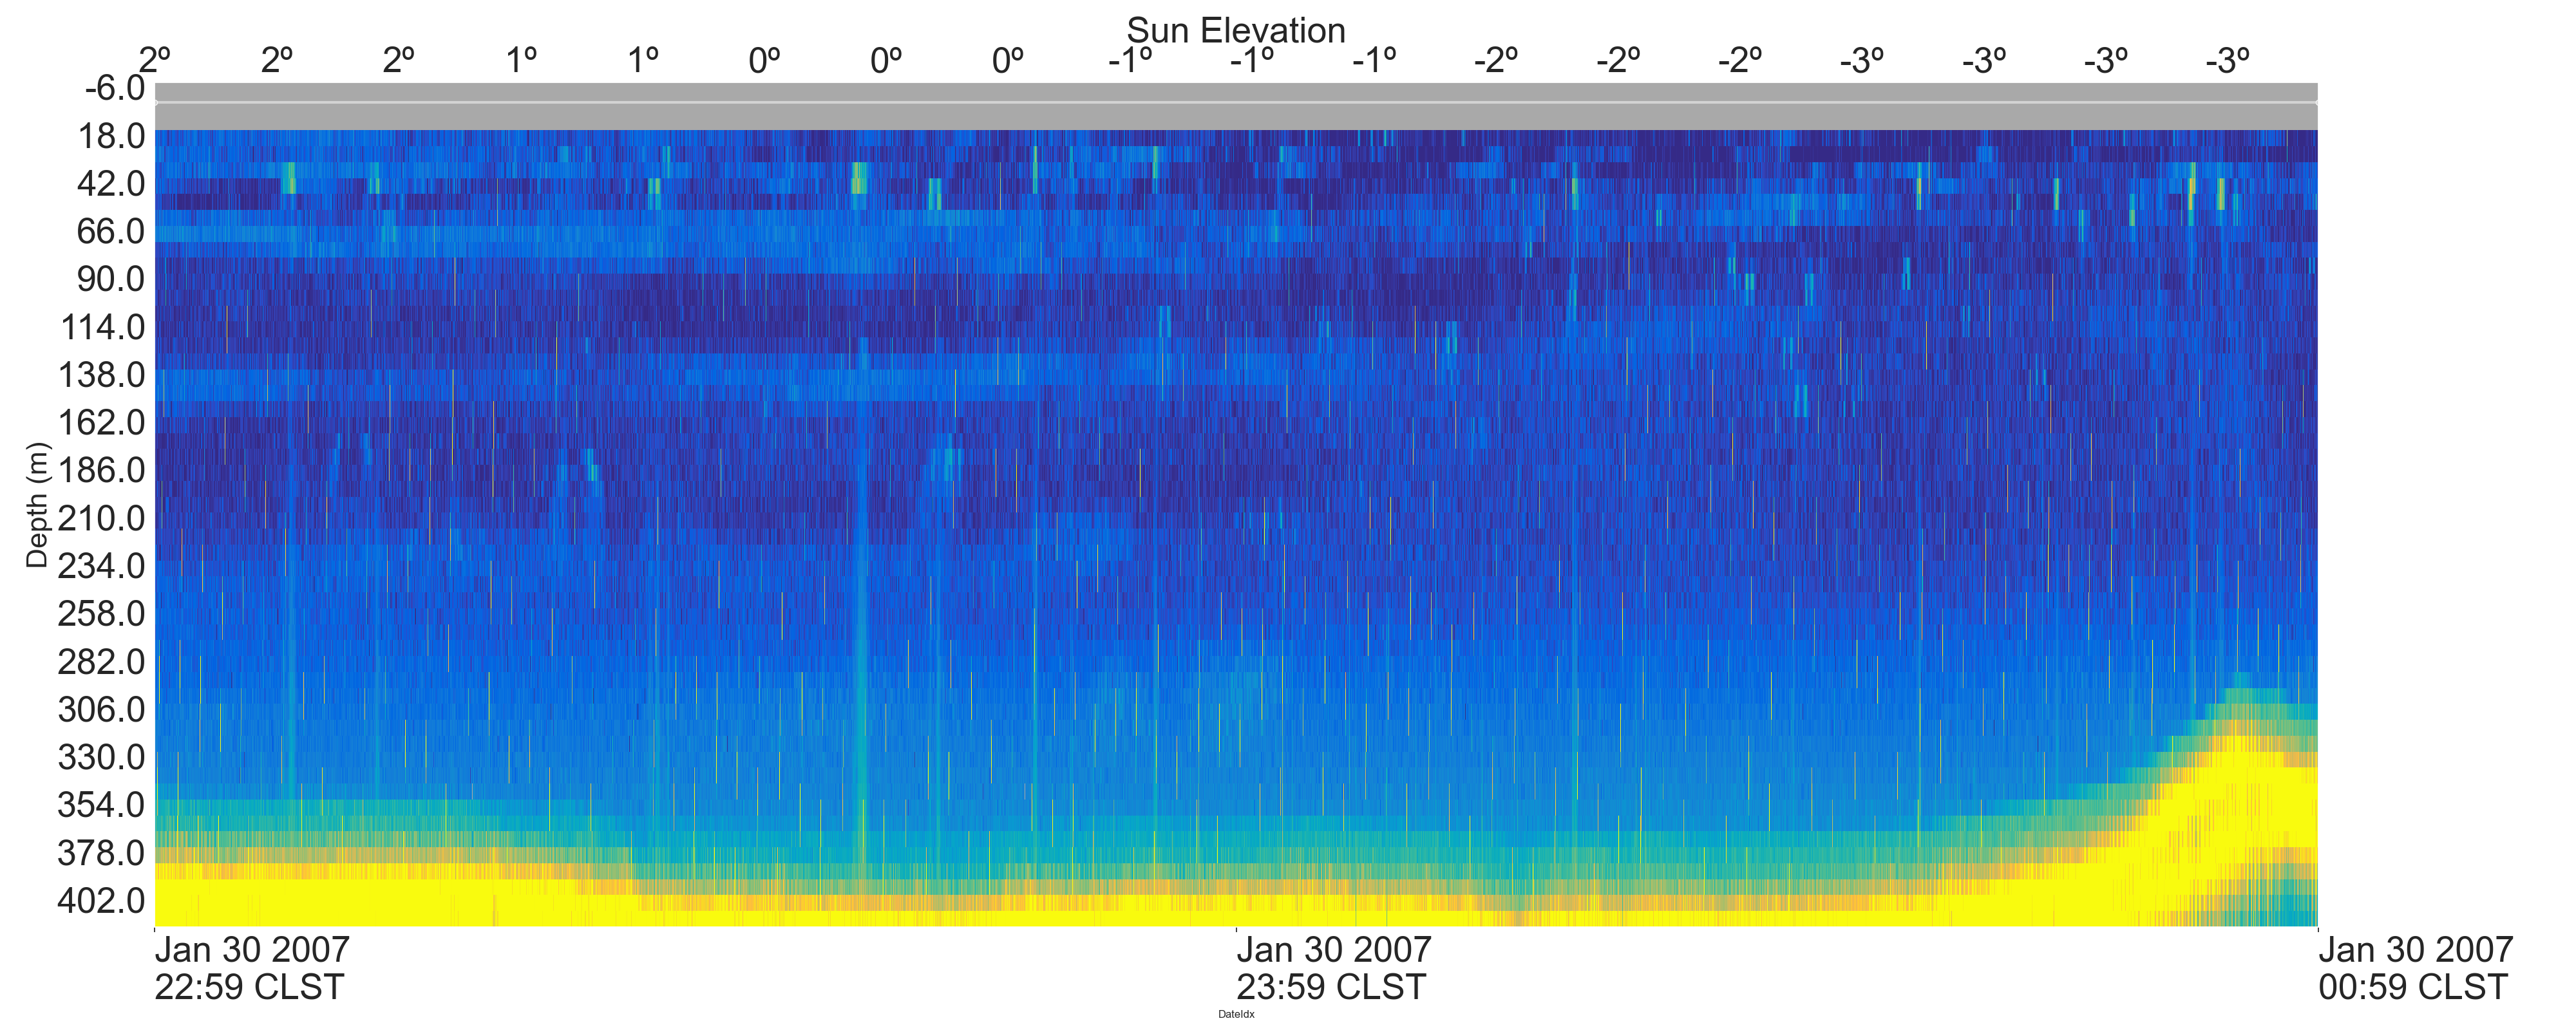 Sun Elevation
2º 2º 2º 1º 1º 0º 0º 0º -1º -1º -1º -2º -2º -2º -3º -3º -3º -3º
-6.0
18.0
42.0
66.0
90.0
114.0
138.0
162.0
186.0
210.0
234.0
258.0
282.0
306.0
330.0
354.0
378.0
402.0
Depth (m)
Jan 30 2007
22:59 CLST
Jan 30 2007
23:59 CLST
Jan 30 2007
00:59 CLST
DateIdx